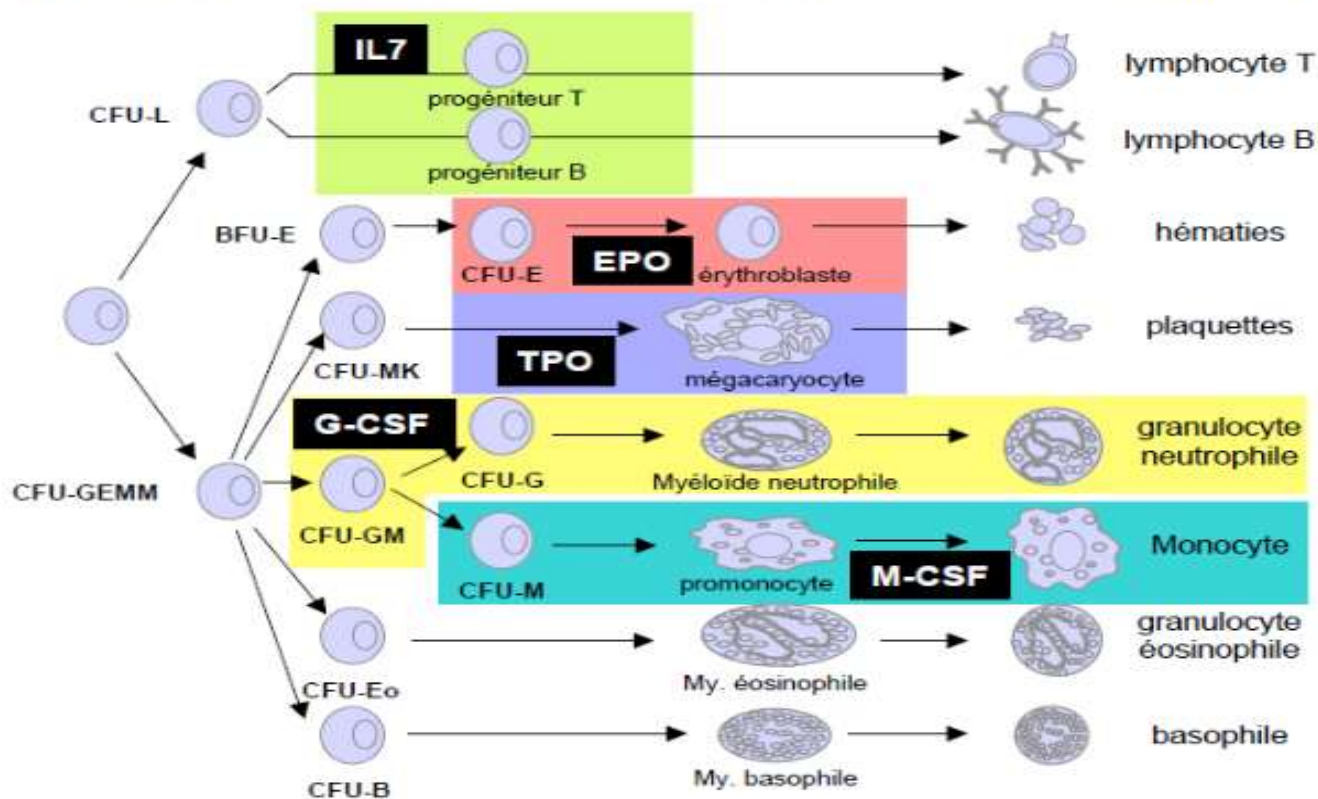 IL7
progéniteur T
lymphocyte T
CFU-L
progéniteur B
lymphocyte B
BFU-E
CFU-E
EPO
érythroblaste
hématies
CFU-MK
TPO
mégacaryocyte
plaquettes
G-CSF
CFU-GEMM
CFU-GM
CFU-G
Myéloïde neutrophile
granulocyte
neutrophile
CFU-M
promonocyte
M-CSF
Monocyte
CFU-Eo
My. éosinophile
granulocyte
éosinophile
CFU-B
My. basophile
basophile